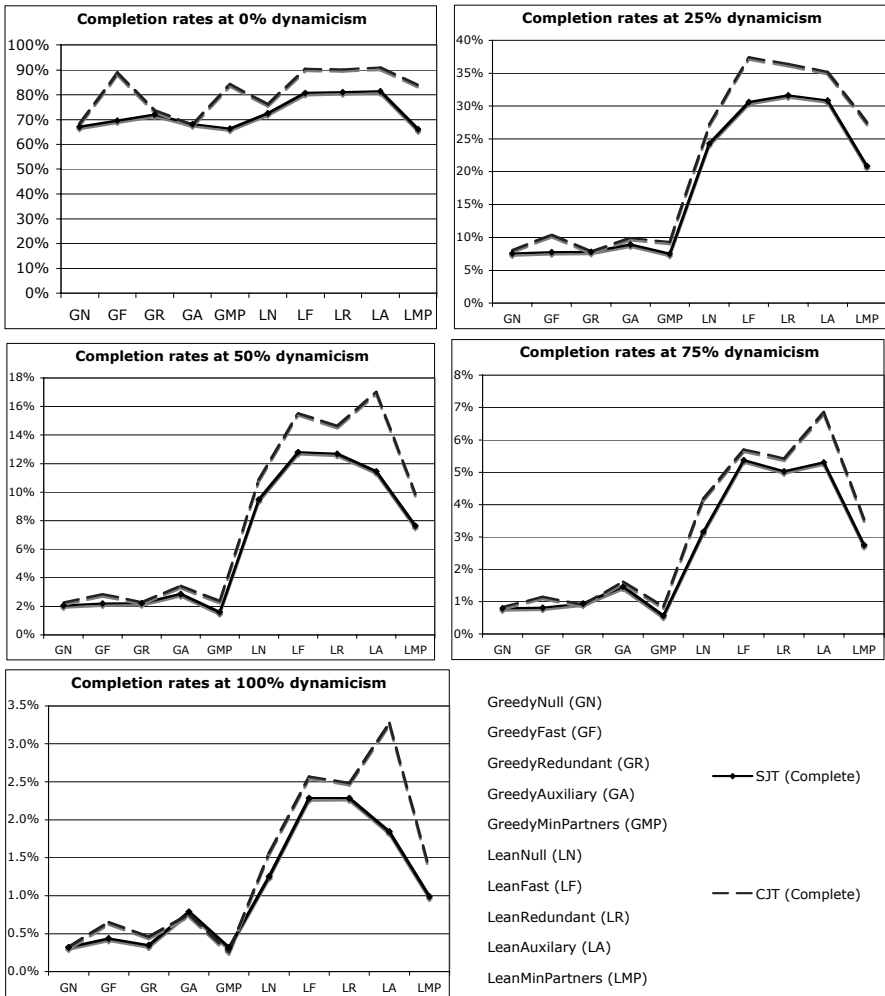 Completion rates at 0% dynamicism
100%
90%
80%
70%
60%
50%
40%
30%
20%
10%
0%
GN GF GR GA GMP LN LF LR LA LMP
Completion rates at 25% dynamicism
40%
35%
30%
25%
20%
15%
10%
5%
0%
GN GF GR GA GMP LN LF LR LA LMP
Completion rates at 50% dynamicism
18%
16%
14%
12%
10%
8%
6%
4%
2%
0%
GN GF GR GA GMP LN LF LR LA LMP
Completion rates at 75% dynamicism
8%
7%
6%
5%
4%
3%
2%
1%
0%
GN GF GR GA GMP LN LF LR LA LMP
Completion rates at 100% dynamicism
3.5%
3.0%
2.5%
2.0%
1.5%
1.0%
0.5%
0.0%
GN GF GR GA GMP LN LF LR LA LMP
GreedyNull (GN)
GreedyFast (GF)
GreedyRedundant (GR)
GreedyAuxiliary (GA)
GreedyMinPartners (GMP)
LeanNull (LN)
LeanFast (LF)
LeanRedundant (LR)
LeanAuxilary (LA)
LeanMinPartners (LMP)
SJT (Complete)
CJT (Complete)